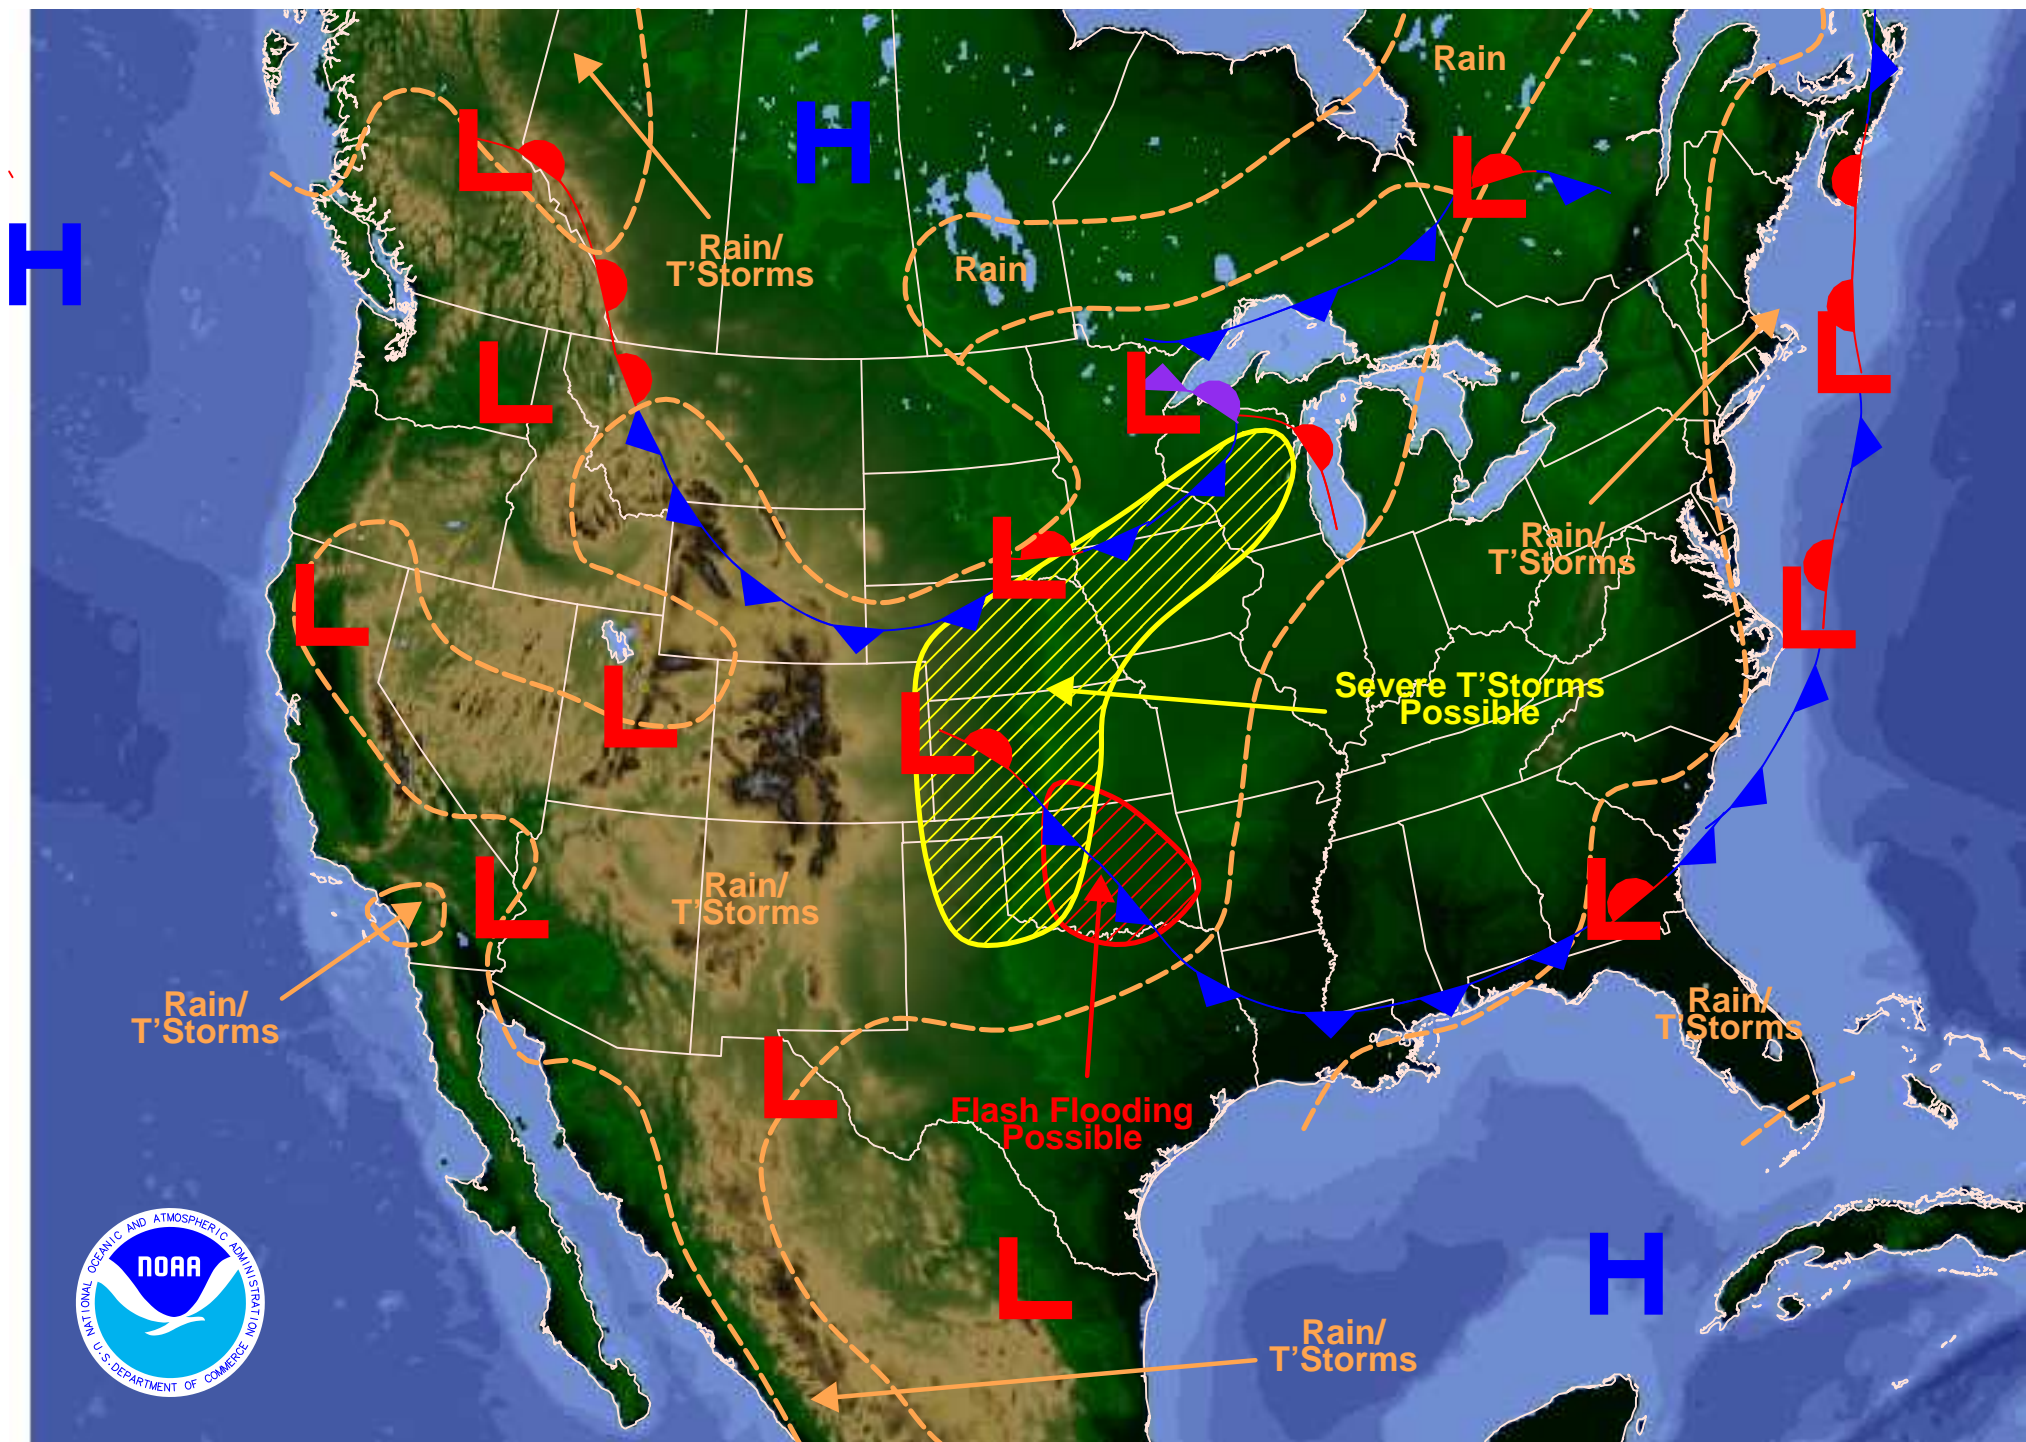 Rain
H
L
L
Rain/
T'Storms
Rain
H
L
L
L
L
Rain/
T'Storms
L
L
L
L
Severe T'Storms
Possible
L
L
Rain/
T'Storms
L
L
Rain/
T'Storms
Rain/
T'Storms
L
Flash Flooding
Possible
L
H
Rain/
T'Storms
NATIONAL OCEANIC AND ATMOSPHERIC ADMINISTRATION
NOAA
U.S. DEPARTMENT OF COMMERCE